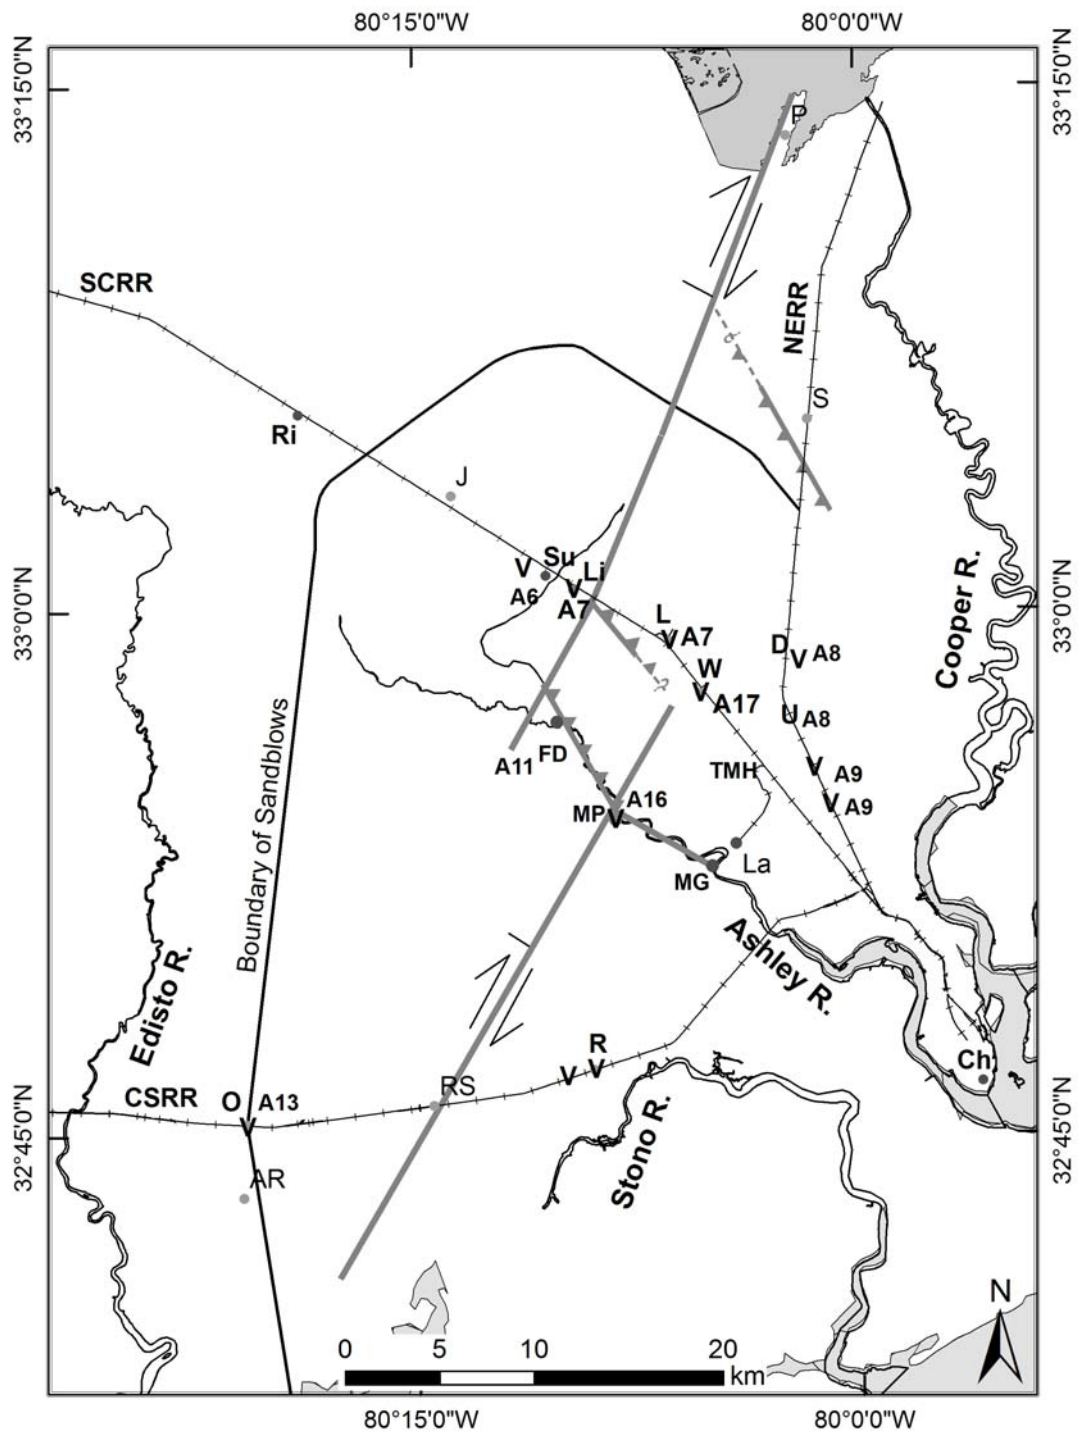 80°15'0"W
80°0'0"W
33°15'0"N
33°15'0"N
P
SCRR
NERR
S
Ri
J
V
Su
Li
A6
V
A7
33°0'0"N
33°0'0"N
L
V
A7
D
V
A8
W
V
A17
Cooper R.
?
?
V
A8
FD
A11
Boundary of Sandblows
TMH
V
A9
V
A9
A16
MP
V
La
MG
Ashley R.
Edisto R.
R
V
V
Ch
CSRR
O
A13
V
RS
Stono R.
32°45'0"N
32°45'0"N
AR
N
0 5 10 20
km
80°15'0"W
80°0'0"W